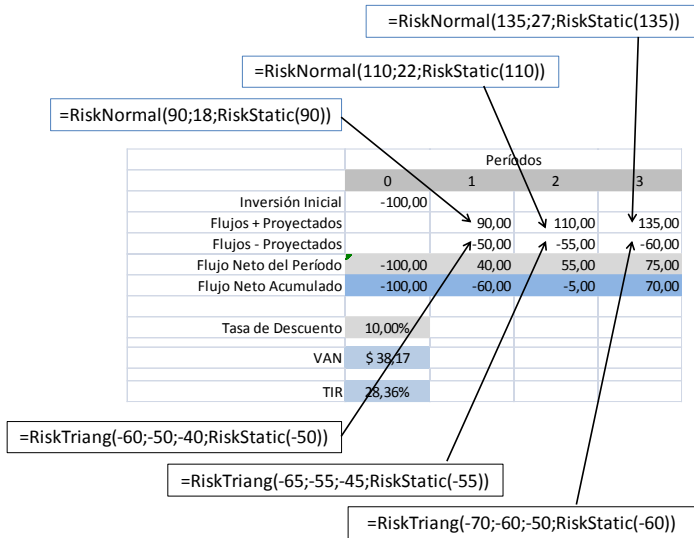 =RiskNormal(135;27;RiskStatic(135))
=RiskNormal(110;22;RiskStatic(110))
=RiskNormal(90;18;RiskStatic(90))
Períodos
0 1 2 3
Inversión Inicial -100,00
Flujos + Proyectados 90,00 110,00 135,00
Flujos - Proyectados -50,00 -55,00 -60,00
Flujo Neto del Período -100,00 40,00 55,00 75,00
Flujo Neto Acumulado -100,00 -60,00 -5,00 70,00
Tasa de Descuento 10,00%
VAN $ 38,17
TIR 28,36%
=RiskTriang(-60;-50;-40;RiskStatic(-50))
=RiskTriang(-65;-55;-45;RiskStatic(-55))
=RiskTriang(-70;-60;-50;RiskStatic(-60))